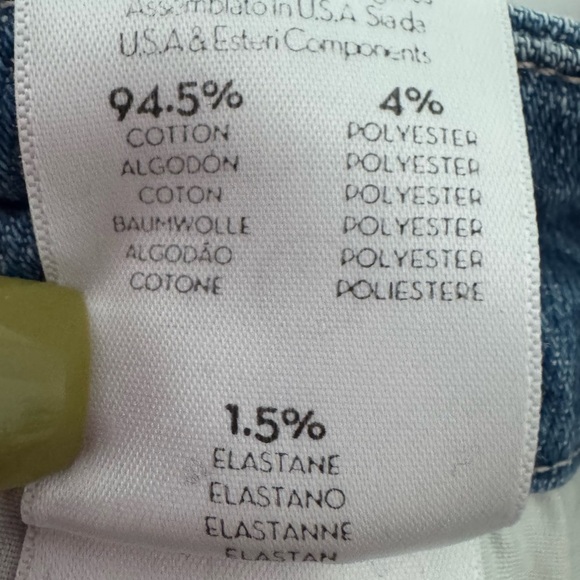 Assemblato in U.S.A Sia da
U.S.A & Esteri Components
94.5%
COTTON
ALGODÓN
COTON
BAUMWOLLE
ALGODÃO
COTONE
4%
POLYESTER
POLYESTER
POLYESTER
POLYESTER
POLYESTER
POLIESTERE
1.5%
ELASTANE
ELASTANO
ELASTANNE
ELASTAN